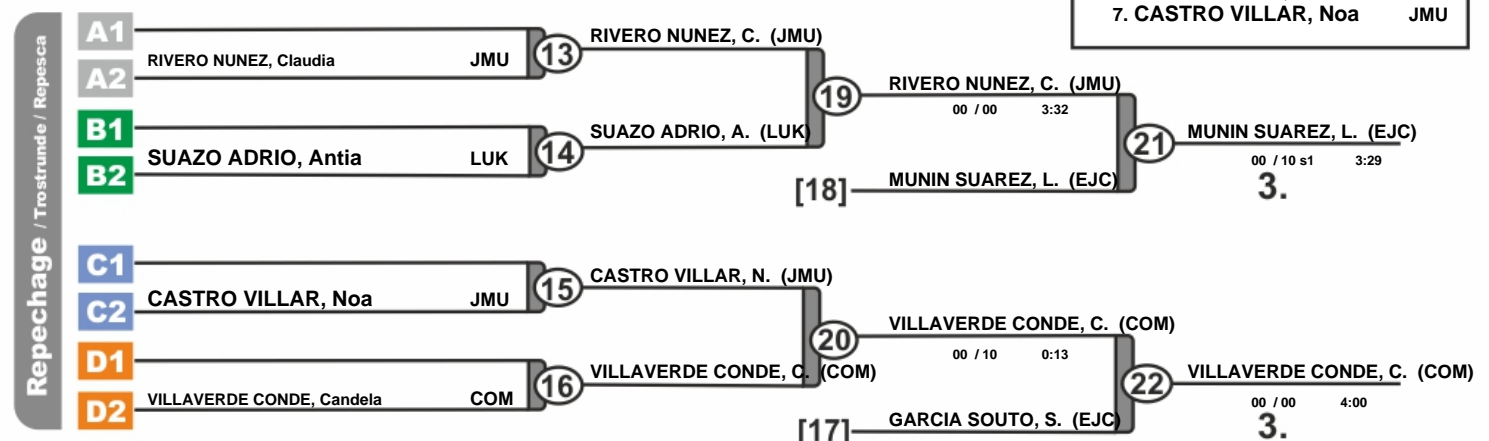 7. CASTRO VILLAR, Noa JMU
Repechage / Trostrunde / Repesca
A1
RIVERO NUNEZ, Claudia JMU
A2
13
RIVERO NUNEZ, C. (JMU)
B1
SUAZO ADRIO, Antia LUK
B2
14
SUAZO ADRIO, A. (LUK)
19
RIVERO NUNEZ, C. (JMU)
00 / 00 3:32
[18]
MUNIN SUAREZ, L. (EJC)
21
MUNIN SUAREZ, L. (EJC)
00 / 10 s1 3:29
3.
C1
CASTRO VILLAR, Noa JMU
C2
15
CASTRO VILLAR, N. (JMU)
D1
VILLAVERDE CONDE, Candela COM
D2
16
VILLAVERDE CONDE, C. (COM)
20
VILLAVERDE CONDE, C. (COM)
00 / 10 0:13
[17]
GARCIA SOUTO, S. (EJC)
22
VILLAVERDE CONDE, C. (COM)
00 / 00 4:00
3.